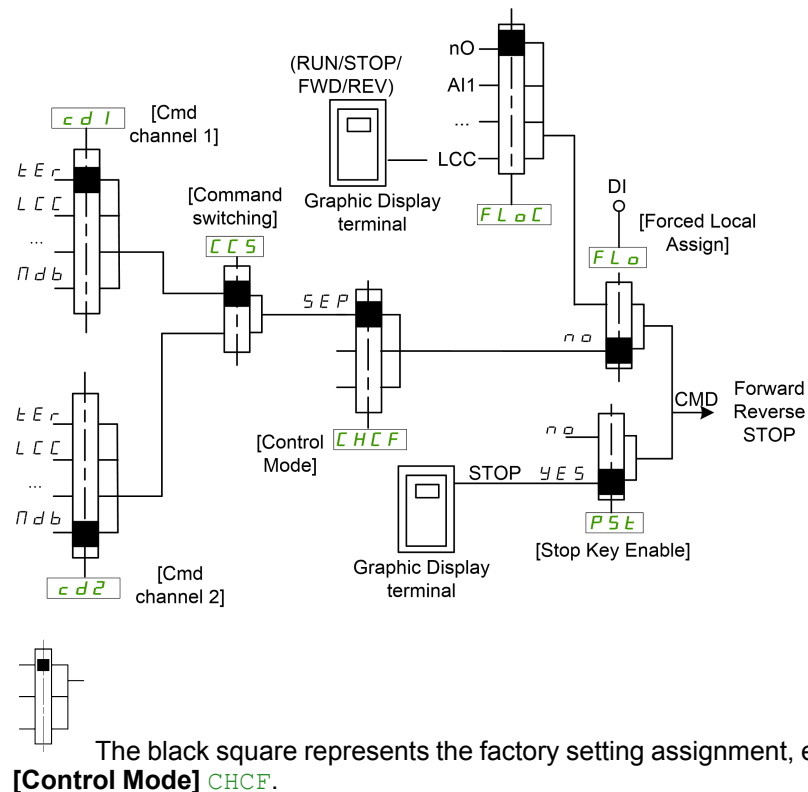 (RUN/STOP/
FWD/REV)
nO
AI1
...
LCC
Graphic Display
terminal
FLoC
cd1
[Cmd
channel 1]
tEr
LCC
...
Mdb
[Command
switching]
CCS
DI
[Forced Local
Assign]
FLo
SEP
no
tEr
LCC
...
Mdb
cd2
[Cmd
channel 2]
[Control
Mode]
CHCF
CMD
Forward
Reverse
STOP
no
STOP
YES
PSt
[Stop Key Enable]
Graphic Display
terminal
The black square represents the factory setting assignment, e
[Control Mode] CHCF.